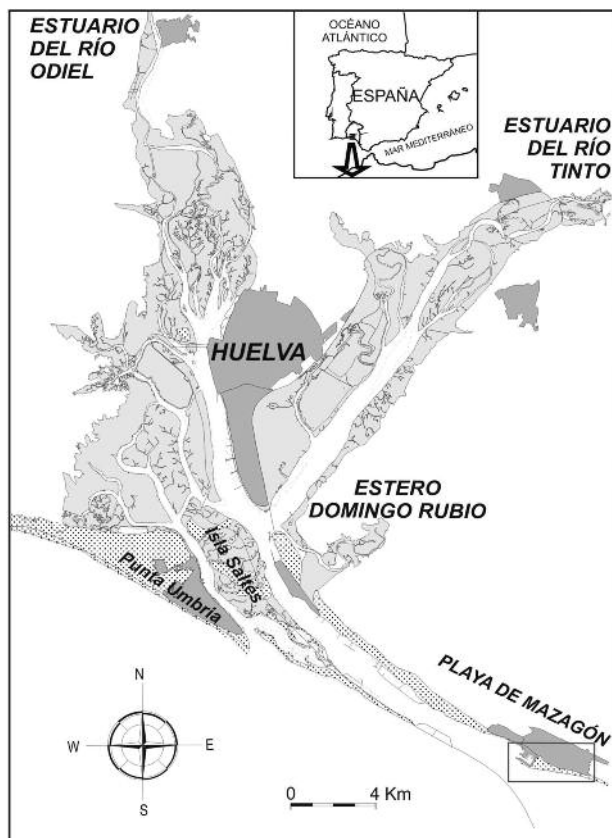 ESTUARIO
DEL RÍO
ODIEL
OCÉANO
ATLÁNTICO
ESPAÑA
MAR MEDITERRÁNEO
ESTUARIO
DEL RÍO
TINTO
HUELVA
ESTERO
DOMINGO RUBIO
Isla Saltes
Punta Umbría
PLAYA DE MAZAGÓN
N
W
E
S
0
4 Km